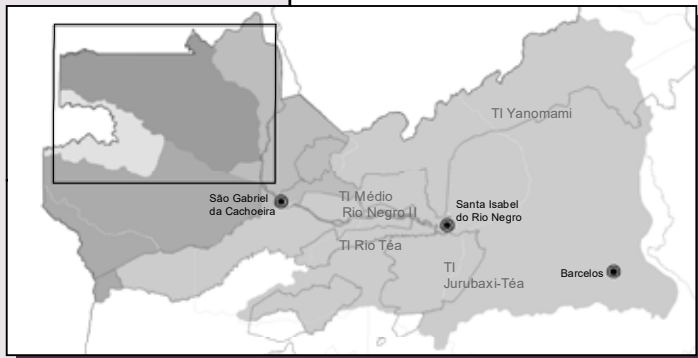 TI Yanomami
São Gabriel
da Cachoeira
TI Médio
Rio Negro II
Santa Isabel
do Rio Negro
TI Rio Téa
TI
Jurubaxi-Téa
Barcelos